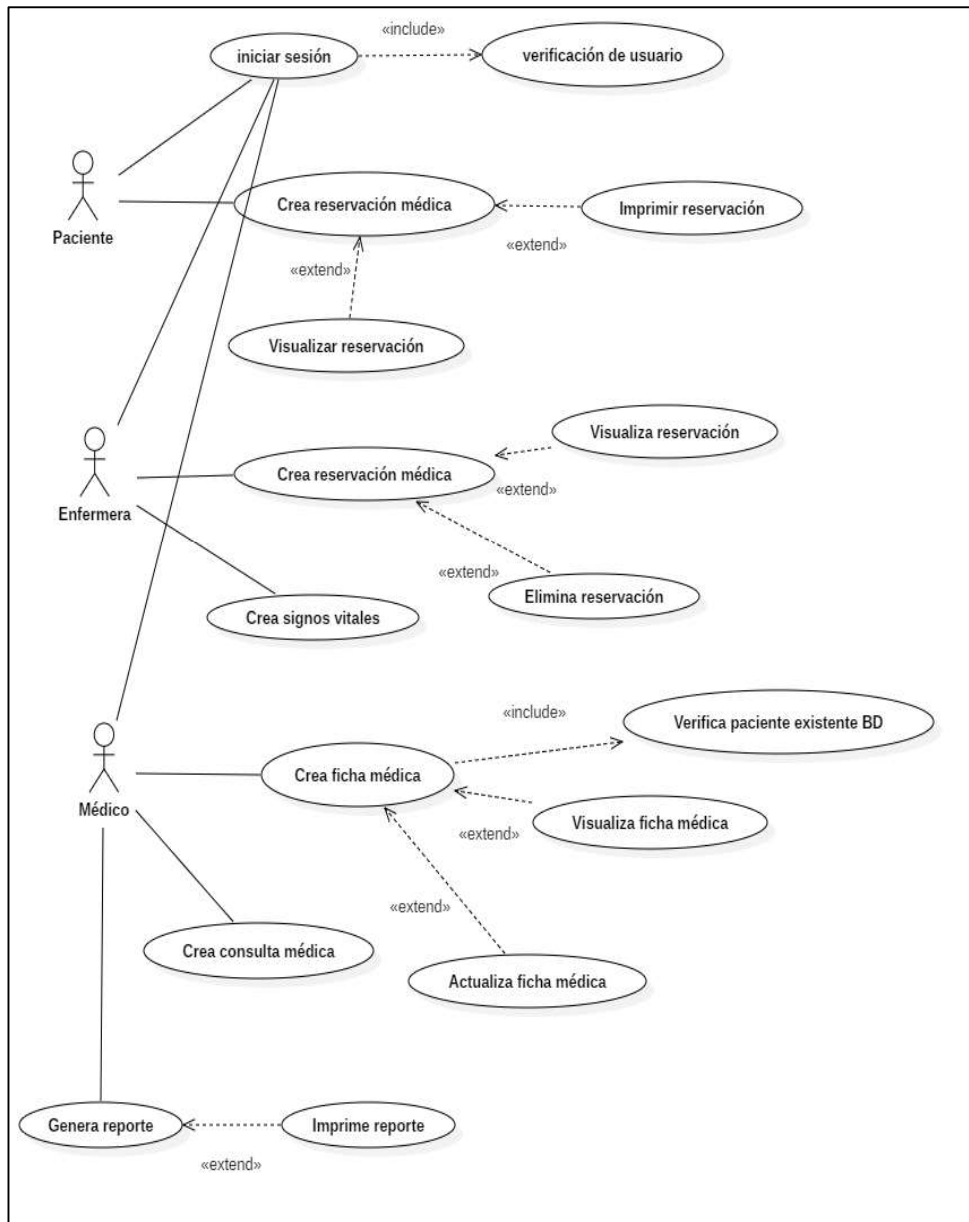 «include»
iniciar sesión
verificación de usuario
Paciente
Crea reservación médica
Imprimir reservación
«extend»
«extend»
Visualizar reservación
Visualiza reservación
Enfermera
Crea reservación médica
«extend»
«extend»
Elimina reservación
Crea signos vitales
«include»
Verifica paciente existente BD
Médico
Crea ficha médica
Visualiza ficha médica
«extend»
«extend»
Crea consulta médica
Actualiza ficha médica
Genera reporte
Imprime reporte
«extend»